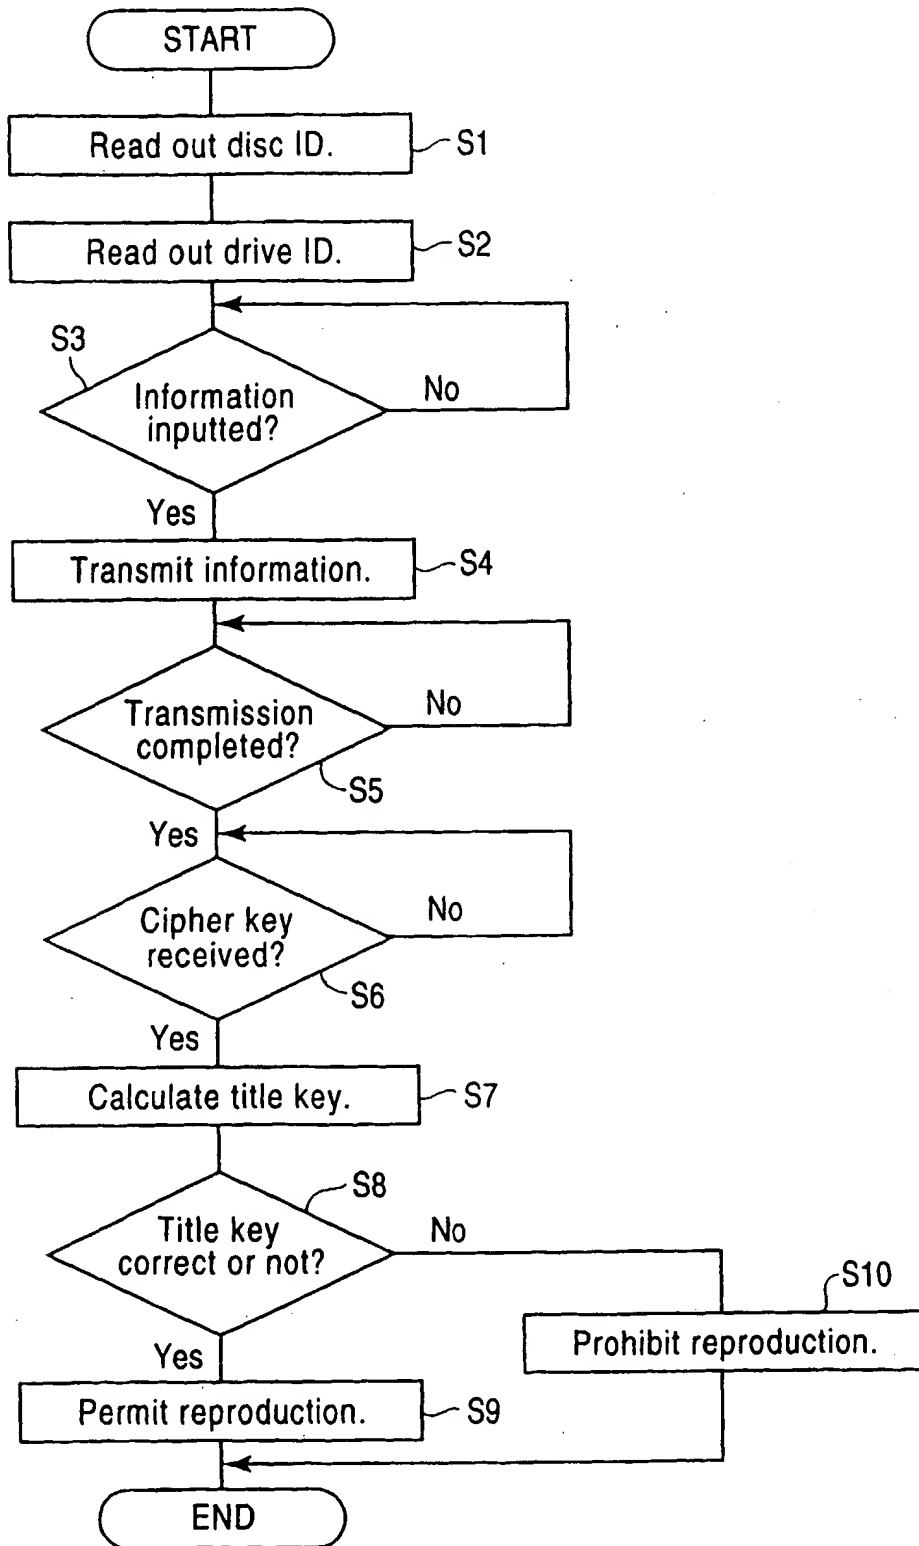 START
Read out disc ID.
S1
Read out drive ID.
S2
S3
Information
inputted?
No
Yes
Transmit information.
S4
Transmission
completed?
No
S5
Yes
Cipher key
received?
No
S6
Yes
Calculate title key.
S7
S8
Title key
correct or not?
No
S10
Prohibit reproduction.
Yes
Permit reproduction.
S9
END